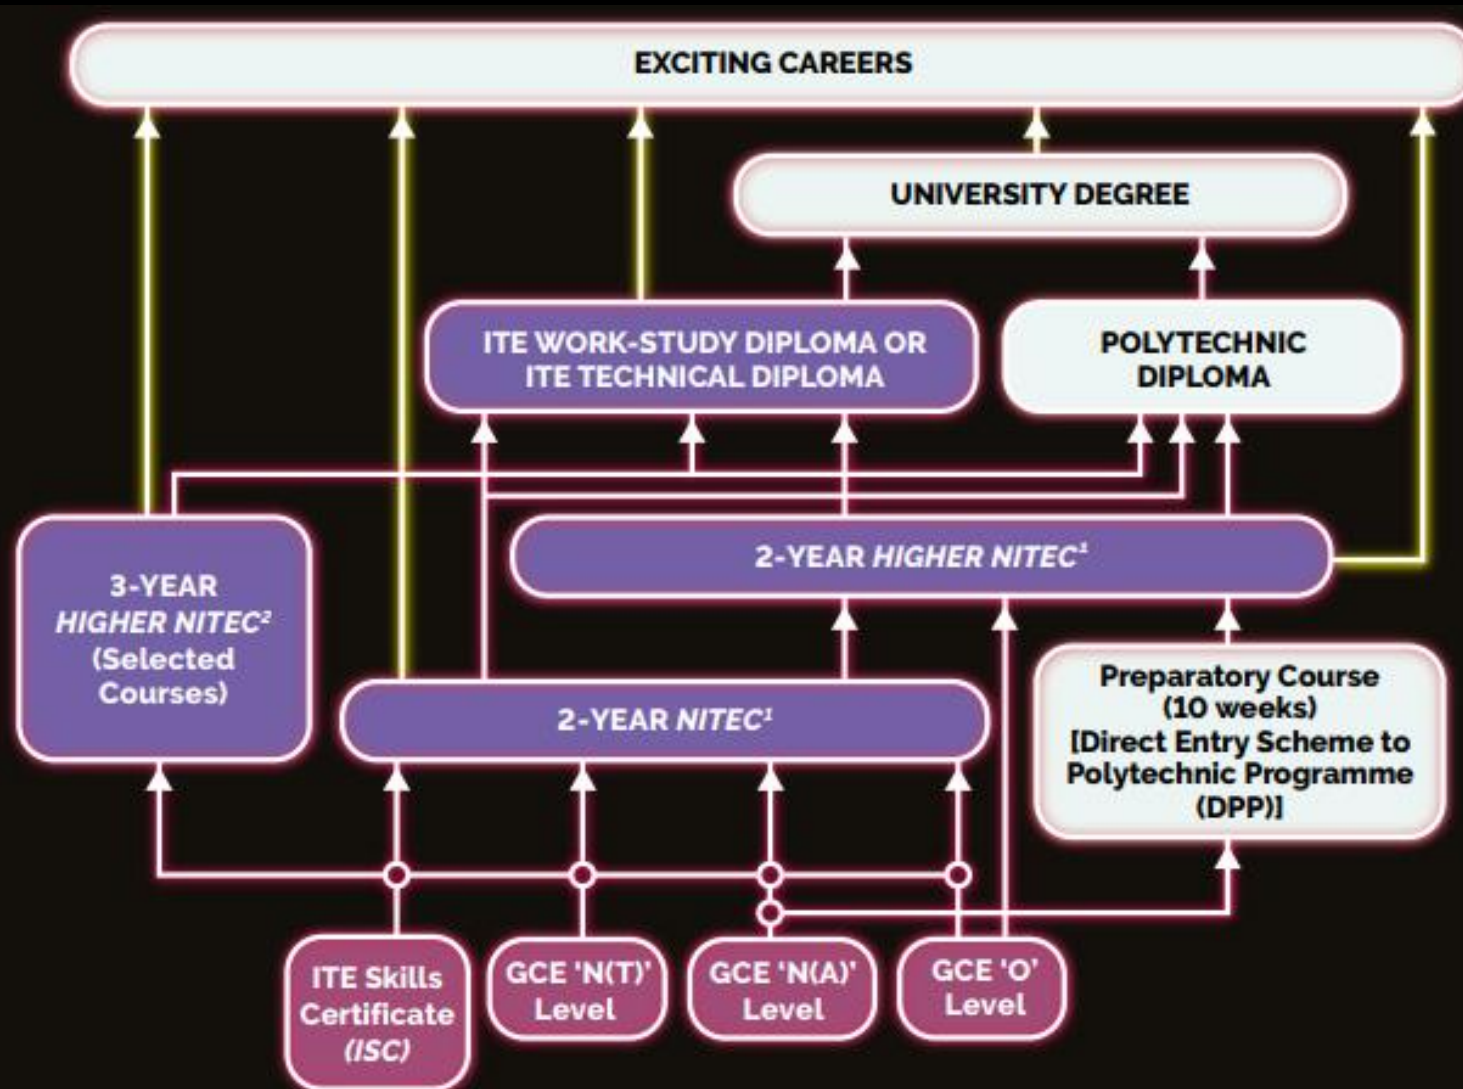 EXCITING CAREERS
UNIVERSITY DEGREE
ITE WORK-STUDY DIPLOMA OR
ITE TECHNICAL DIPLOMA
POLYTECHNIC
DIPLOMA
2-YEAR HIGHER NITEC¹
3-YEAR
HIGHER NITEC²
(Selected
Courses)
2-YEAR NITEC¹
Preparatory Course
(10 weeks)
[Direct Entry Scheme to
Polytechnic Programme
(DPP)]
ITE Skills
Certificate
(ISC)
GCE ‘N(T)’
Level
GCE ‘N(A)’
Level
GCE ‘O’
Level